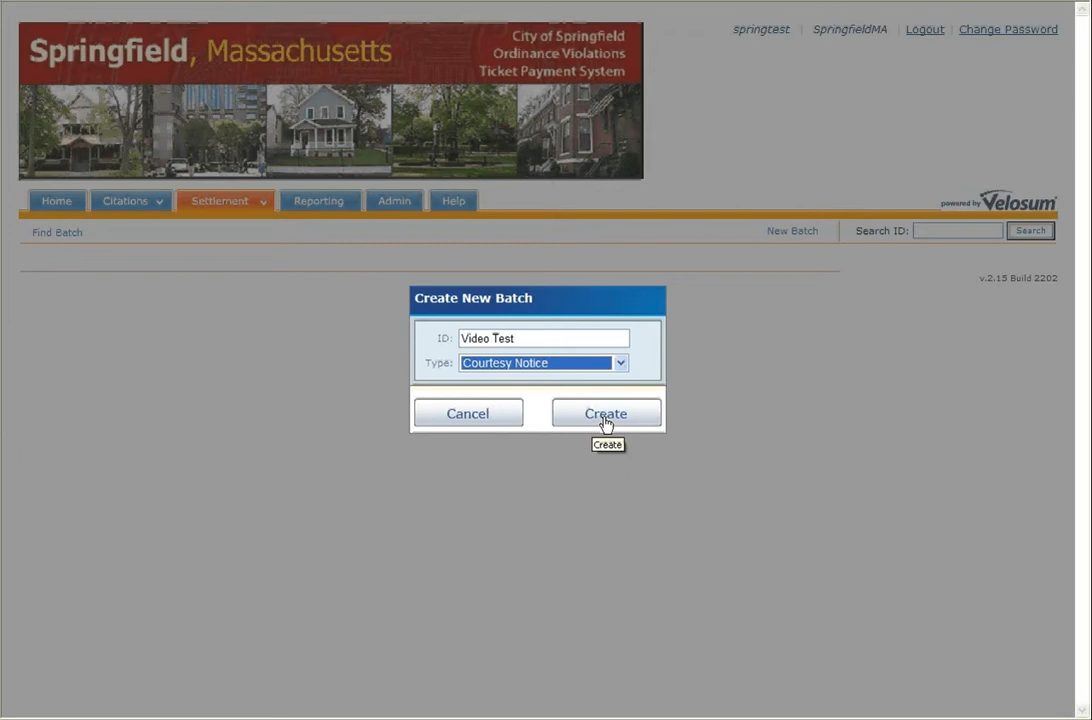 Springfield, Massachusetts
City of Springfield
Ordinance Violations
Ticket Payment System
springtest | SpringfieldMA | Logout | Change Password
Home Citations Settlement Reporting Admin Help
powered by Velosum
Find Batch New Batch Search ID: Search
v.2.15 Build 2202
Create New Batch
ID: Video Test
Type: Courtesy Notice
Cancel Create
Create